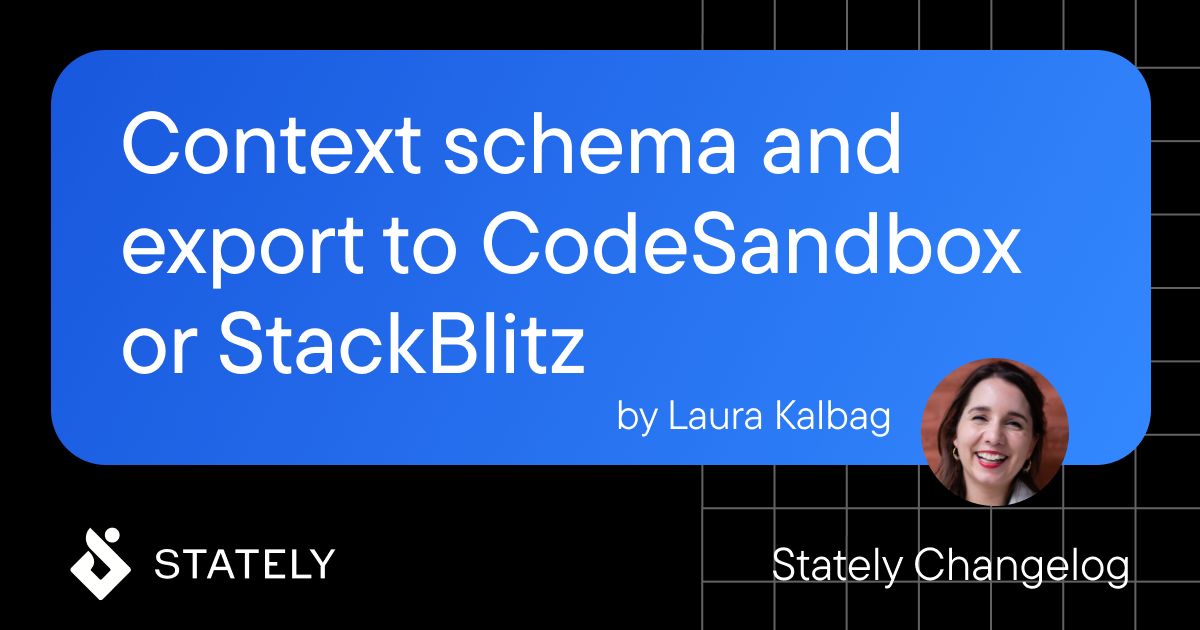 Context schema and
export to CodeSandbox
or StackBlitz
by Laura Kalbag
STATELY
Stately Changelog